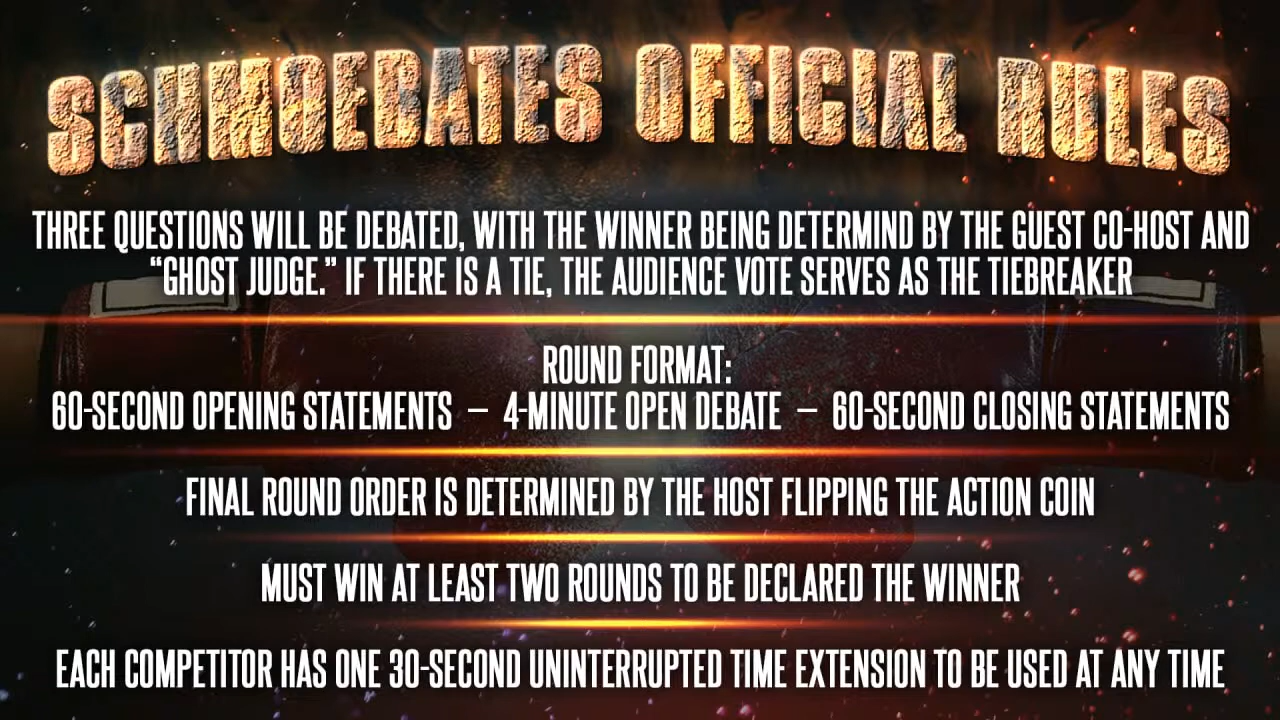 SCHMOEBATES OFFICIAL RULES
THREE QUESTIONS WILL BE DEBATED, WITH THE WINNER BEING DETERMIND BY THE GUEST CO-HOST AND
“GHOST JUDGE.” IF THERE IS A TIE, THE AUDIENCE VOTE SERVES AS THE TIEBREAKER
ROUND FORMAT:
60-SECOND OPENING STATEMENTS – 4-MINUTE OPEN DEBATE – 60-SECOND CLOSING STATEMENTS
FINAL ROUND ORDER IS DETERMINED BY THE HOST FLIPPING THE ACTION COIN
MUST WIN AT LEAST TWO ROUNDS TO BE DECLARED THE WINNER
EACH COMPETITOR HAS ONE 30-SECOND UNINTERRUPTED TIME EXTENSION TO BE USED AT ANY TIME